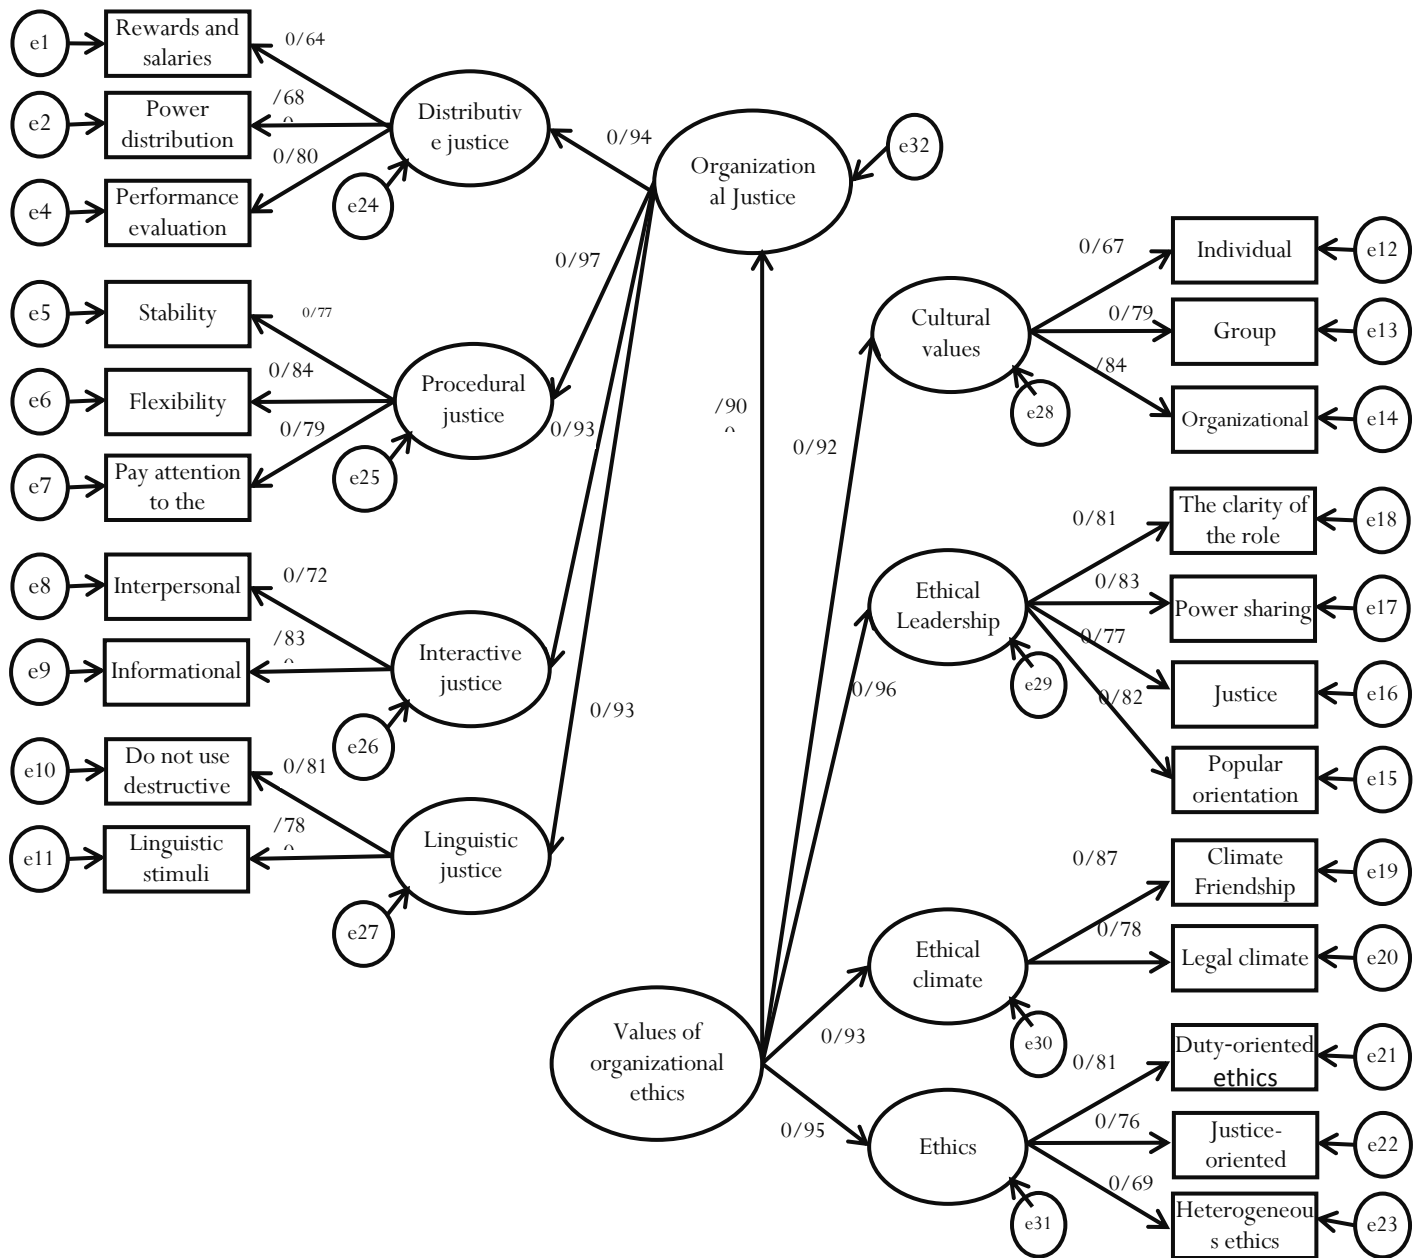 e1
Rewards and
salaries
0/64
e2
Power
distribution
/68
0
e4
Performance
evaluation
0/80
Distributiv
e justice
e24
0/94
Organization
al Justice
e32
e5
Stability
0/77
e6
Flexibility
0/84
e7
Pay attention
to the
0/79
Procedural
justice
e25
0/97
0/93
e8
Interpersonal
0/72
e9
Informational
/83
0
Interactive
justice
e26
0/93
e10
Do not use
destructive
0/81
e11
Linguistic
stimuli
/78
0
Linguistic
justice
e27
/90
0
Values of
organizational
ethics
0/92
0/96
0/93
0/95
Cultural
values
e28
0/67
Individual
e12
0/79
Group
e13
/84
Organizational
e14
Ethical
Leadership
e29
0/81
The clarity of
the role
e18
0/83
Power sharing
e17
0/77
Justice
e16
0/82
Popular
orientation
e15
Ethical
climate
e30
0/87
Climate
Friendship
e19
0/78
Legal climate
e20
Ethics
e31
0/81
Duty-oriented
ethics
e21
0/76
Justice-
oriented
e22
0/69
Heterogeneou
s ethics
e23